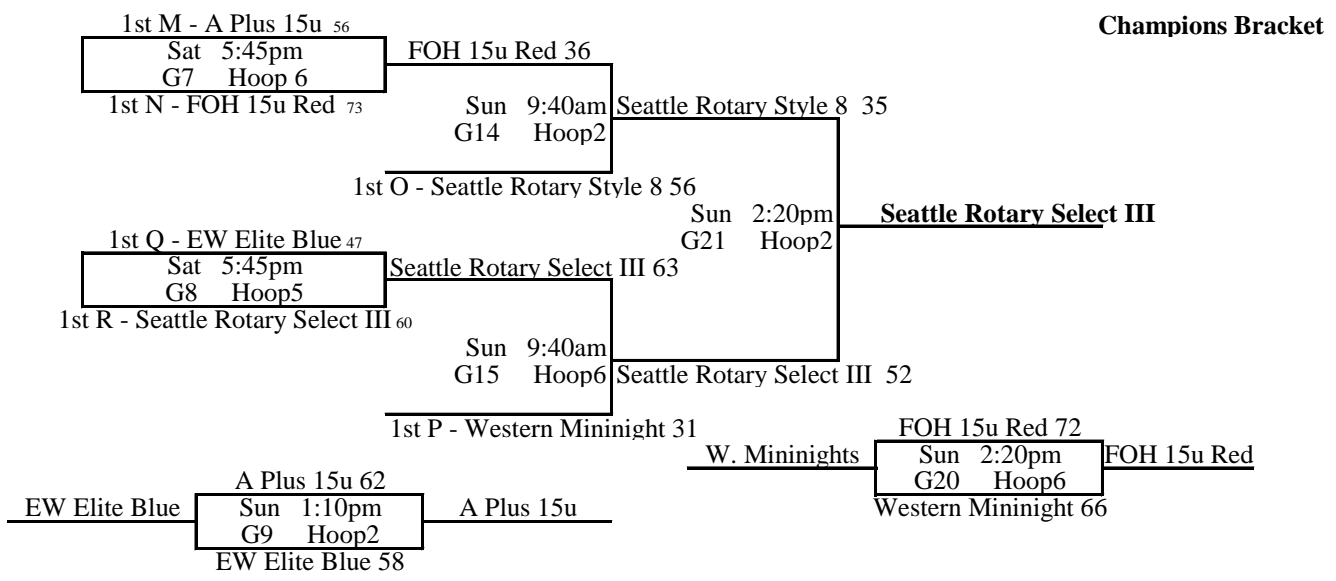 Champions Bracket
1st M - A Plus 15u 56
Sat 5:45pm
G7 Hoop 6
1st N - FOH 15u Red 73
FOH 15u Red 36
Sun 9:40am
G14 Hoop2
1st O - Seattle Rotary Style 8 56
Seattle Rotary Style 8 35
Sun 2:20pm
G21 Hoop2
Seattle Rotary Select III
1st Q - EW Elite Blue 47
Sat 5:45pm
G8 Hoop5
1st R - Seattle Rotary Select III 60
Seattle Rotary Select III 63
Sun 9:40am
G15 Hoop6
Seattle Rotary Select III 52
1st P - Western Mininight 31
W. Mininights
FOH 15u Red 72
Sun 2:20pm
G20 Hoop6
Western Mininight 66
FOH 15u Red
EW Elite Blue
A Plus 15u 62
Sun 1:10pm
G9 Hoop2
EW Elite Blue 58
A Plus 15u